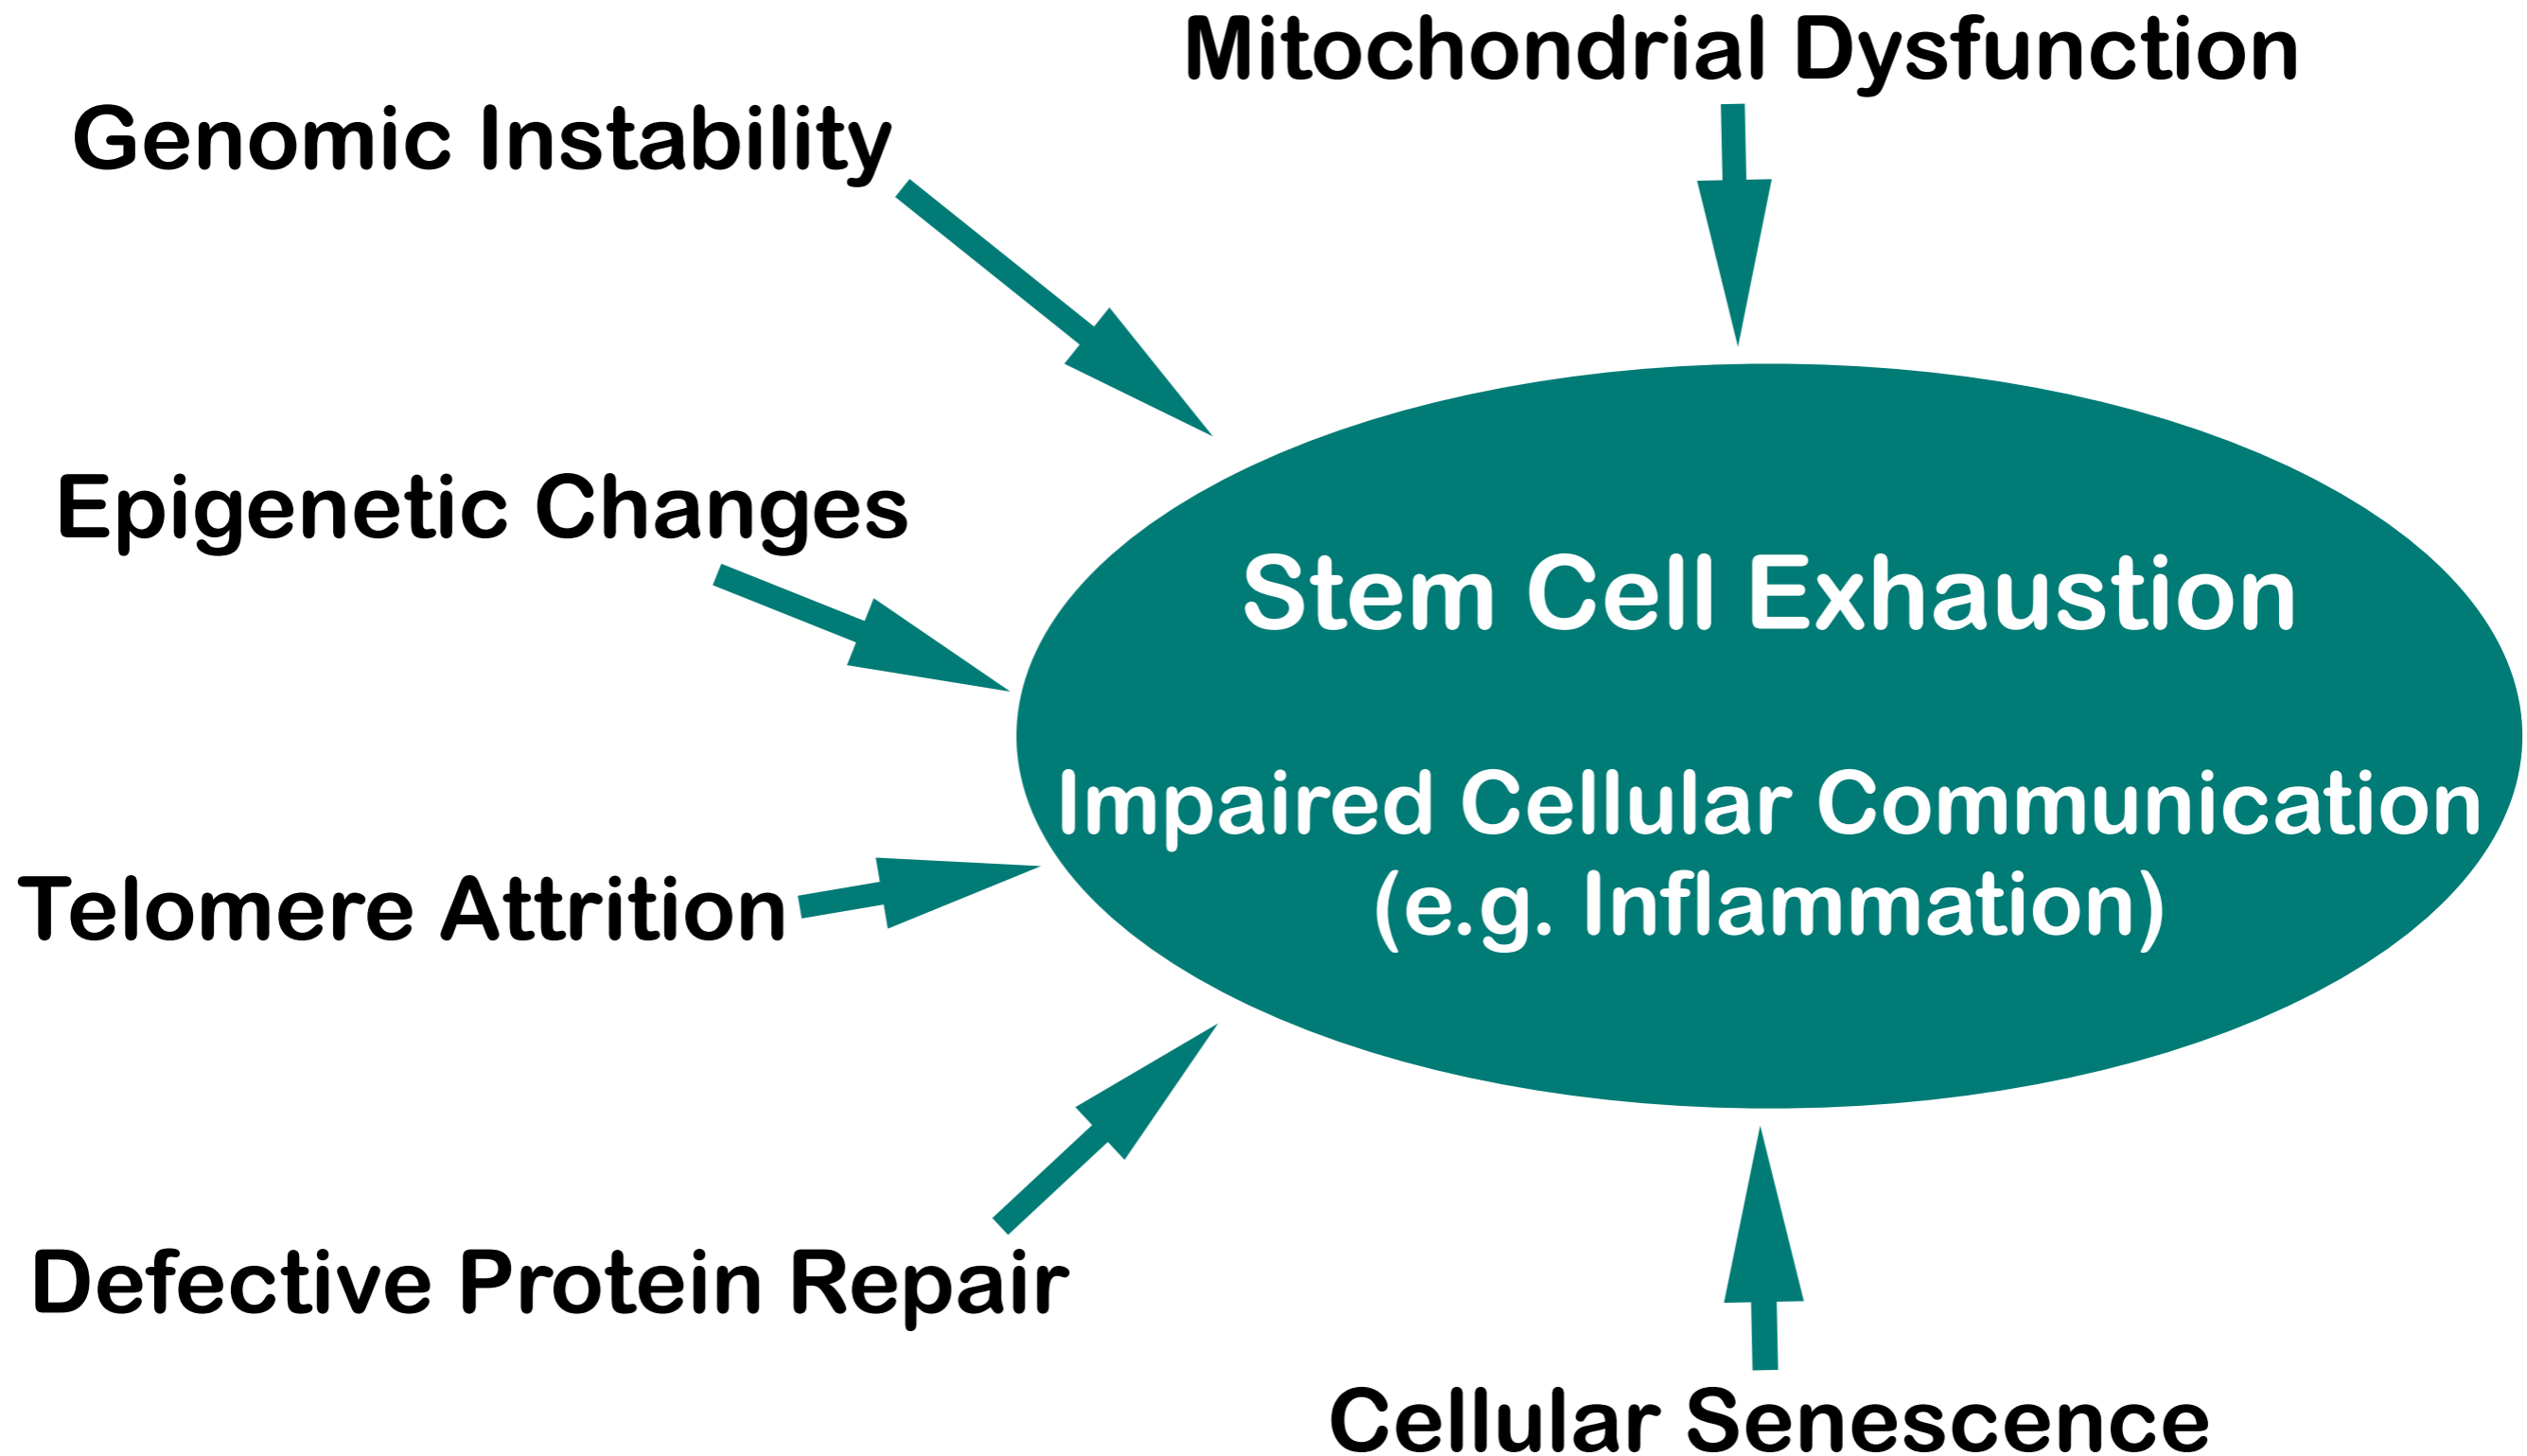 Mitochondrial Dysfunction
Genomic Instability
Epigenetic Changes
Stem Cell Exhaustion
Impaired Cellular Communication
(e.g. Inflammation)
Telomere Attrition
Defective Protein Repair
Cellular Senescence